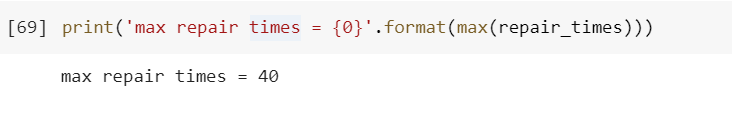 [69] print('max repair times = {0}'.format(max(repair_times)))
max repair times = 40